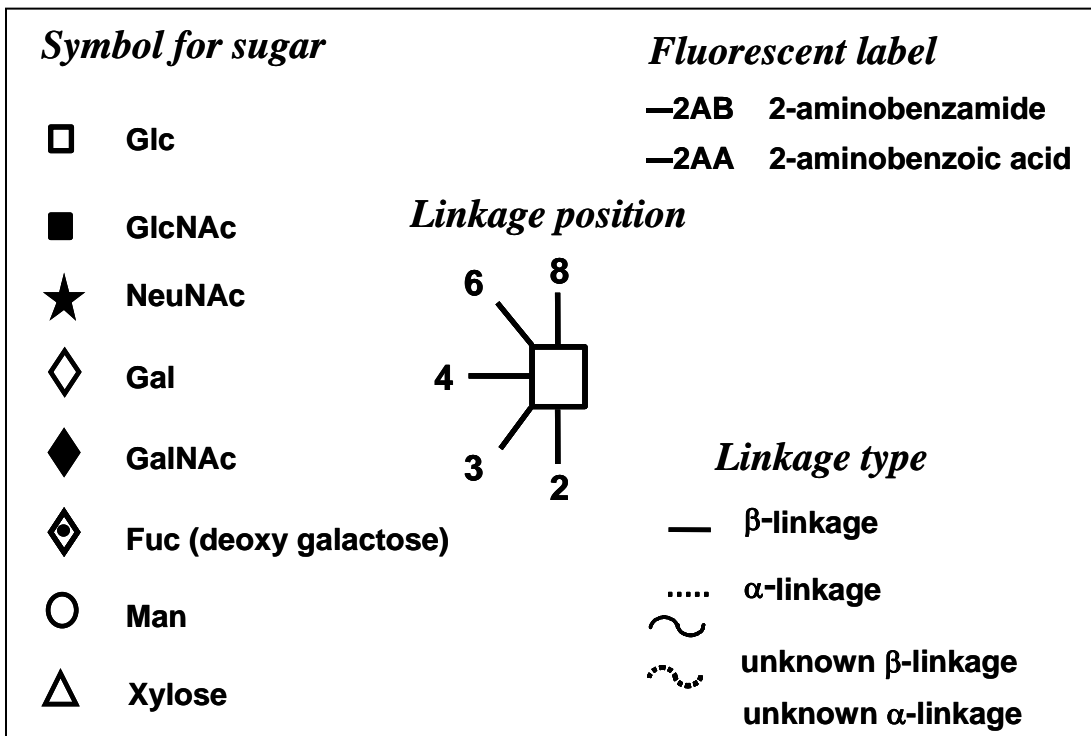 Symbol for sugar
Glc
GlcNAc
NeuNAc
Gal
GalNAc
Fuc (deoxy galactose)
Man
Xylose
Fluorescent label
—2AB 2-aminobenzamide
—2AA 2-aminobenzoic acid
Linkage position
6
8
4
3
2
Linkage type
β-linkage
α-linkage
unknown β-linkage
unknown α-linkage